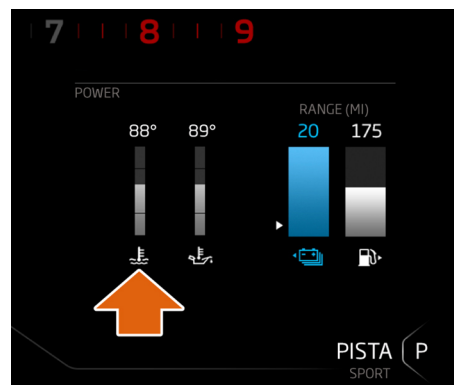 7 8 9
POWER
RANGE (MI)
88° 89° 20 175
PISTA P
SPORT